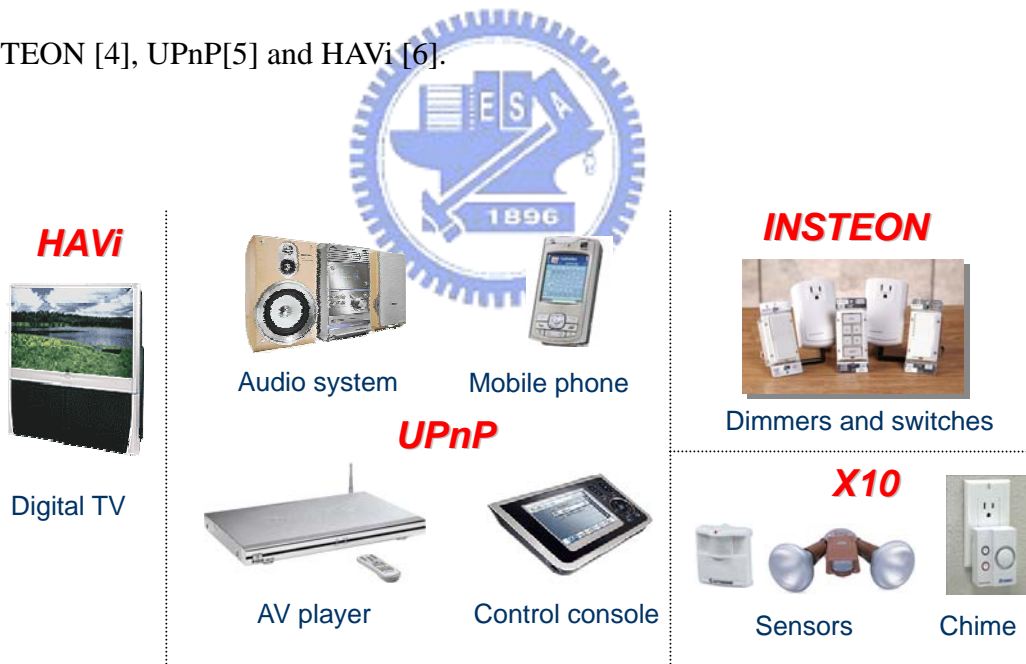 TEON [4], UPnP[5] and HAVi [6].
E S A
1896
HAVi
INSTEON
Audio system
Mobile phone
Dimmers and switches
UPnP
X10
Digital TV
AV player
Control console
Sensors
Chime